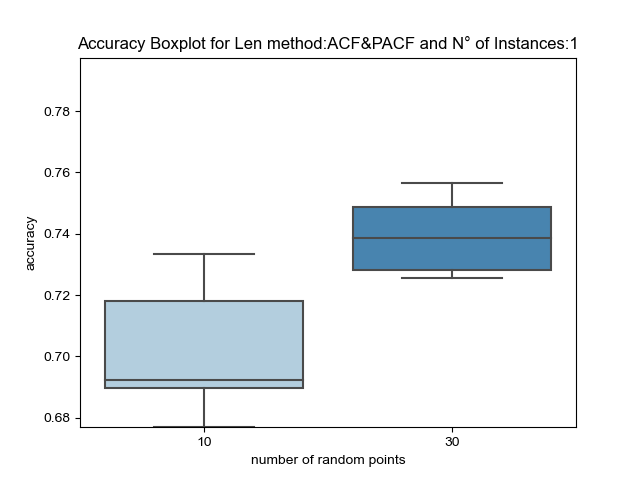 Accuracy Boxplot for Len method:ACF&PACF and N° of Instances:1
0.78
0.76
0.74
0.72
0.70
0.68
accuracy
10
30
number of random points